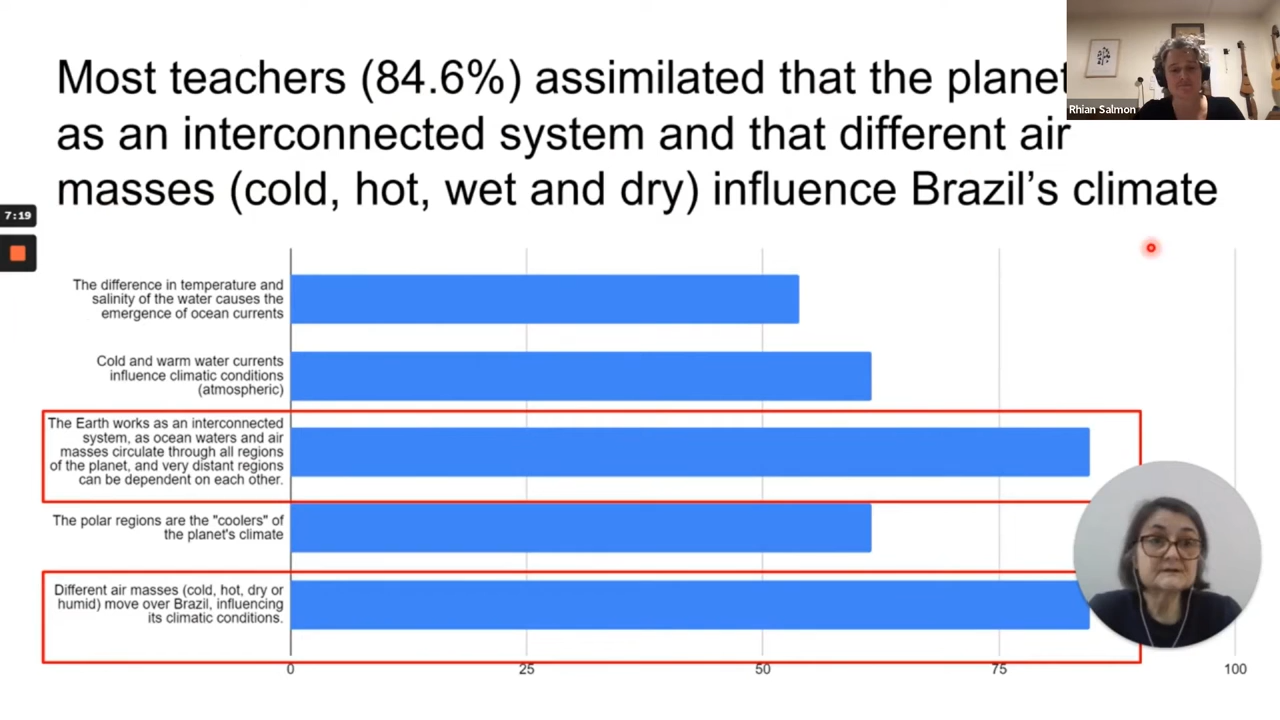 Most teachers (84.6%) assimilated that the planet
as an interconnected system and that different air
masses (cold, hot, wet and dry) influence Brazil’s climate
Rhian Salmon
7:19
The difference in temperature and
salinity of the water causes the
emergence of ocean currents
Cold and warm water currents
influence climatic conditions
(atmospheric)
The Earth works as an interconnected
system, as ocean waters and air
masses circulate through all regions
of the planet, and very distant regions
can be dependent on each other.
The polar regions are the "coolers" of
the planet's climate
Different air masses (cold, hot, dry or
humid) move over Brazil, influencing
its climatic conditions.
0 25 50 75 100